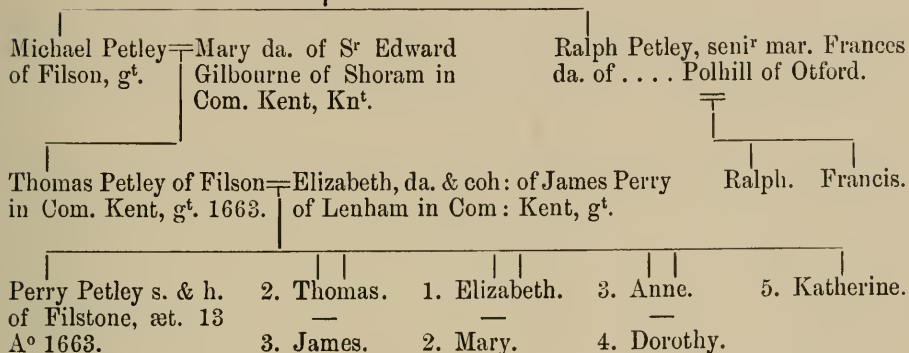 Michael Petley=Mary da. of Sʳ Edward
of Filson, gᵗ. Gilbourne of Shoram in
Com. Kent, Knᵗ.
Ralph Petley, seniʳ mar. Frances
da. of . . . . Polhill of Otford.
Thomas Petley of Filson=Elizabeth, da. & coh: of James Perry
in Com. Kent, gᵗ. 1663. of Lenham in Com: Kent, gᵗ.
Ralph. Francis.
Perry Petley s. & h.
of Filstone, æt. 13
Aᵒ 1663.
2. Thomas.
—
3. James.
1. Elizabeth.
—
2. Mary.
3. Anne.
—
4. Dorothy.
5. Katherine.